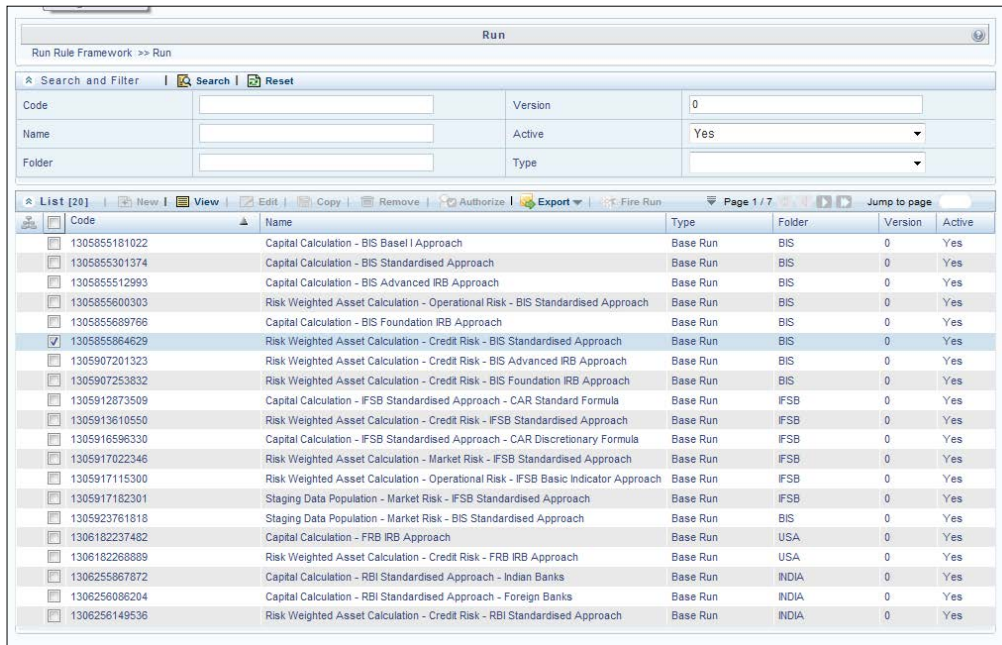 Run
Run Rule Framework >> Run
Search and Filter | Search | Reset
Code Version 0
Name Active Yes
Folder Type
List [20] | New | View | Edit | Copy | Remove | Authorize | Export | Fire Run Page 1 / 7 Jump to page
Code Name Type Folder Version Active
1305855181022 Capital Calculation - BIS Basel I Approach Base Run BIS 0 Yes
1305855301374 Capital Calculation - BIS Standardised Approach Base Run BIS 0 Yes
1305855512993 Capital Calculation - BIS Advanced IRB Approach Base Run BIS 0 Yes
1305855600303 Risk Weighted Asset Calculation - Operational Risk - BIS Standardised Approach Base Run BIS 0 Yes
1305855689766 Capital Calculation - BIS Foundation IRB Approach Base Run BIS 0 Yes
1305855864629 Risk Weighted Asset Calculation - Credit Risk - BIS Standardised Approach Base Run BIS 0 Yes
1305907201323 Risk Weighted Asset Calculation - Credit Risk - BIS Advanced IRB Approach Base Run BIS 0 Yes
1305907253832 Risk Weighted Asset Calculation - Credit Risk - BIS Foundation IRB Approach Base Run BIS 0 Yes
1305912873509 Capital Calculation - IFSB Standardised Approach - CAR Standard Formula Base Run IFSB 0 Yes
1305913610550 Risk Weighted Asset Calculation - Credit Risk - IFSB Standardised Approach Base Run IFSB 0 Yes
1305916596330 Capital Calculation - IFSB Standardised Approach - CAR Discretionary Formula Base Run IFSB 0 Yes
1305917022346 Risk Weighted Asset Calculation - Market Risk - IFSB Standardised Approach Base Run IFSB 0 Yes
1305917115300 Risk Weighted Asset Calculation - Operational Risk - IFSB Basic Indicator Approach Base Run IFSB 0 Yes
1305917182301 Staging Data Population - Market Risk - IFSB Standardised Approach Base Run IFSB 0 Yes
1305923761818 Staging Data Population - Market Risk - BIS Standardised Approach Base Run BIS 0 Yes
1306182237482 Capital Calculation - FRB IRB Approach Base Run USA 0 Yes
1306182268889 Risk Weighted Asset Calculation - Credit Risk - FRB IRB Approach Base Run USA 0 Yes
1306255867872 Capital Calculation - RBI Standardised Approach - Indian Banks Base Run INDIA 0 Yes
1306256086204 Capital Calculation - RBI Standardised Approach - Foreign Banks Base Run INDIA 0 Yes
1306256149536 Risk Weighted Asset Calculation - Credit Risk - RBI Standardised Approach Base Run INDIA 0 Yes